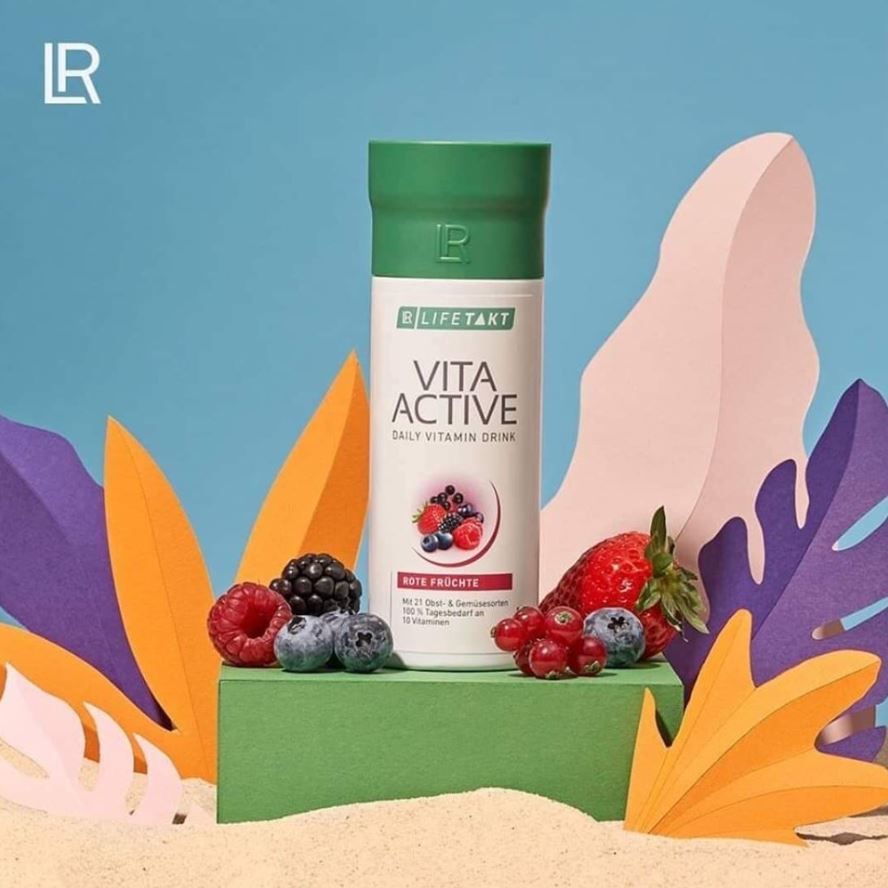 LR
LR
LR LIFETAKT
VITA
ACTIVE
DAILY VITAMIN DRINK
ROTE FRÜCHTE
Mit 21 Obst- & Gemüsesorten
100 % Tagesbedarf an
10 Vitaminen